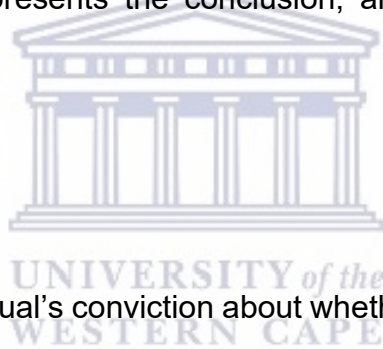 presents the conclusion, a
UNIVERSITY of the
ual's conviction about wheth
WESTERN CAPE